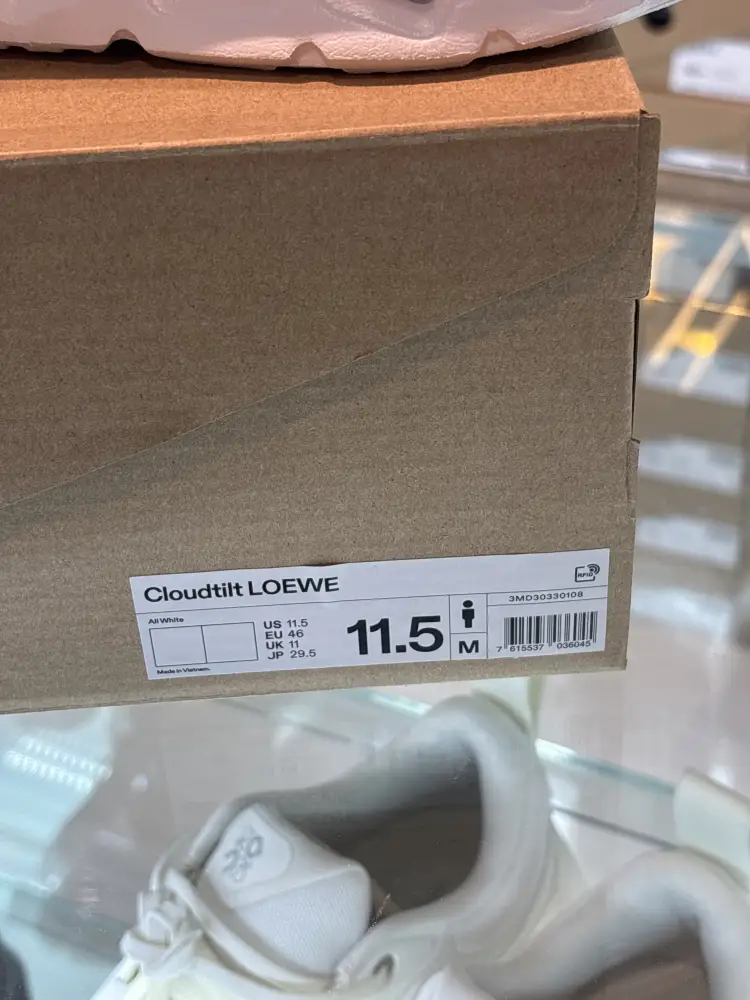 Cloudtilt LOEWE
RFID
All White
US 11.5
EU 46
UK 11
JP 29.5
Made in Vietnam.
11.5
M
3MD30330108
7 615537 036045